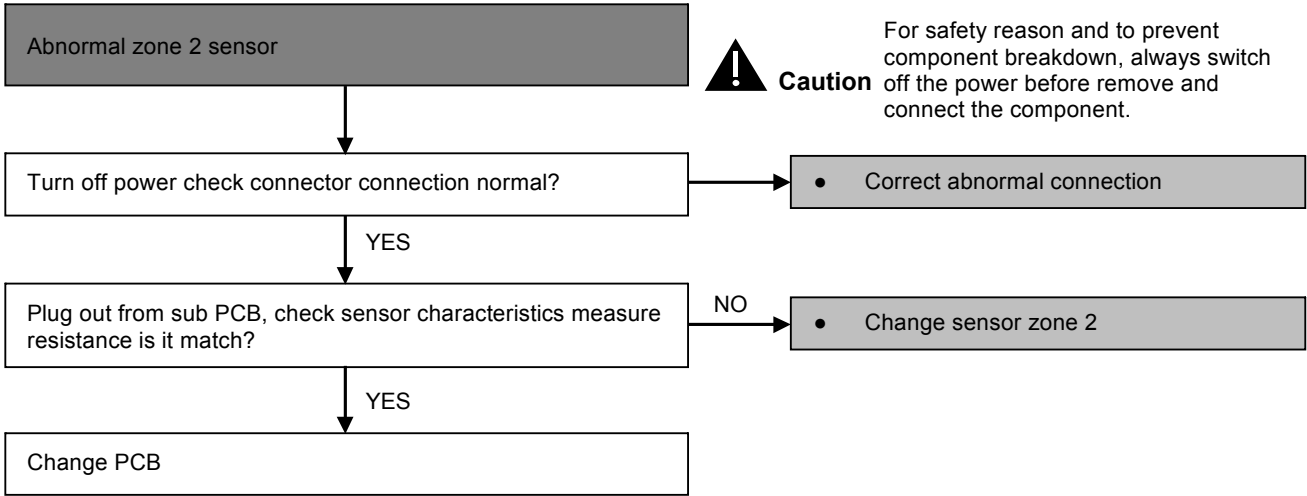 Abnormal zone 2 sensor
For safety reason and to prevent
component breakdown, always switch
Caution off the power before remove and
connect the component.
Turn off power check connector connection normal?
● Correct abnormal connection
YES
Plug out from sub PCB, check sensor characteristics measure
resistance is it match?
NO
● Change sensor zone 2
YES
Change PCB